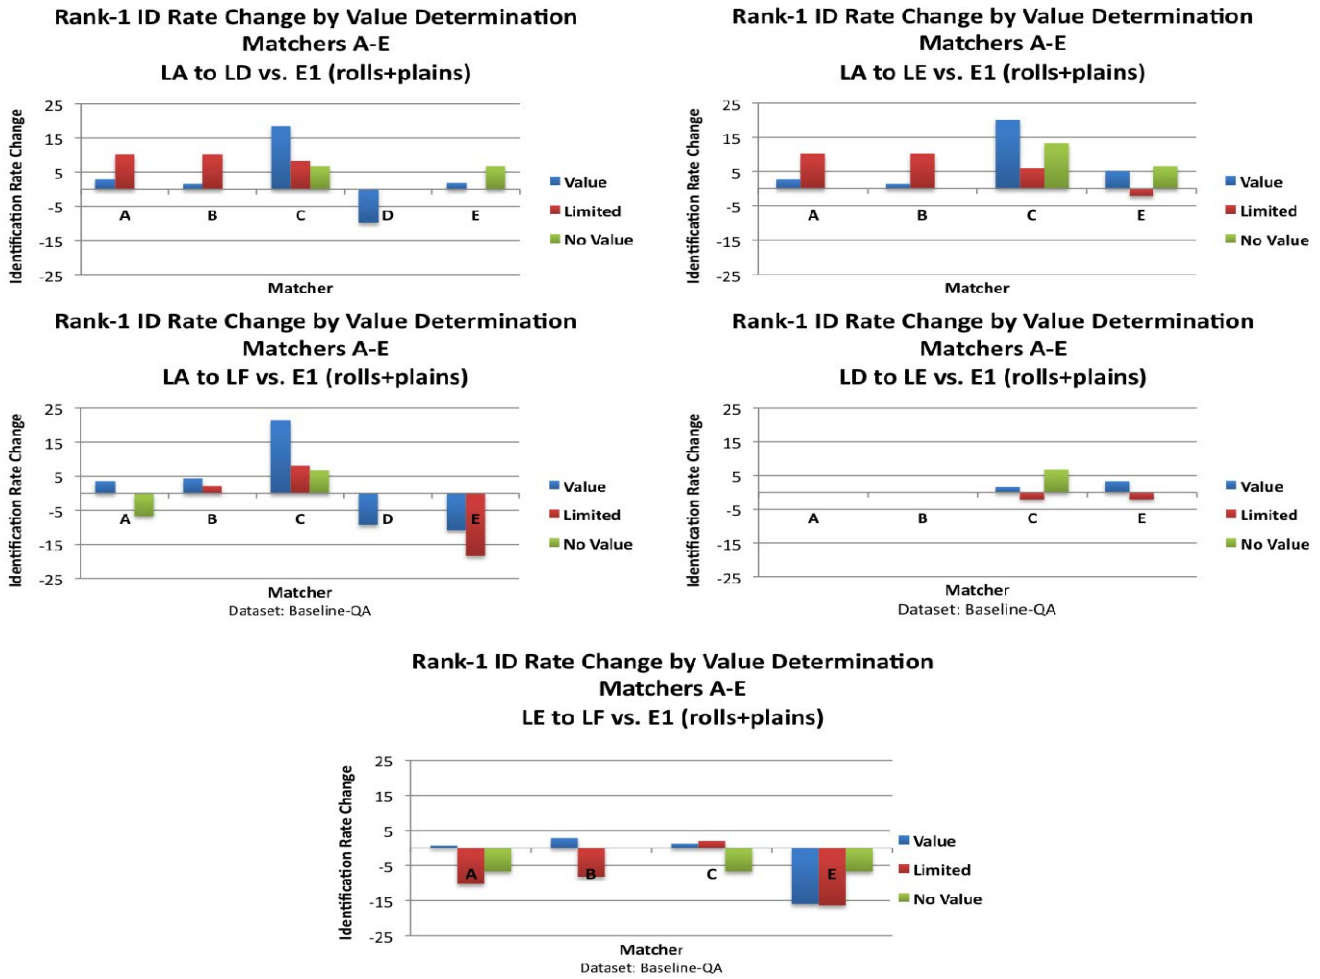 Rank-1 ID Rate Change by Value Determination
Matchers A-E
LA to LD vs. E1 (rolls+plains)
Identification Rate Change
25
15
5
-5
-15
-25
A B C D E
Matcher
Value
Limited
No Value
Rank-1 ID Rate Change by Value Determination
Matchers A-E
LA to LE vs. E1 (rolls+plains)
Identification Rate Change
25
15
5
-5
-15
-25
A B C E
Matcher
Value
Limited
No Value
Rank-1 ID Rate Change by Value Determination
Matchers A-E
LA to LF vs. E1 (rolls+plains)
Identification Rate Change
25
15
5
-5
-15
-25
A B C D E
Matcher
Dataset: Baseline-QA
Value
Limited
No Value
Rank-1 ID Rate Change by Value Determination
Matchers A-E
LD to LE vs. E1 (rolls+plains)
Identification Rate Change
25
15
5
-5
-15
-25
A B C E
Matcher
Dataset: Baseline-QA
Value
Limited
No Value
Rank-1 ID Rate Change by Value Determination
Matchers A-E
LE to LF vs. E1 (rolls+plains)
Identification Rate Change
25
15
5
-5
-15
-25
A B C E
Matcher
Dataset: Baseline-QA
Value
Limited
No Value